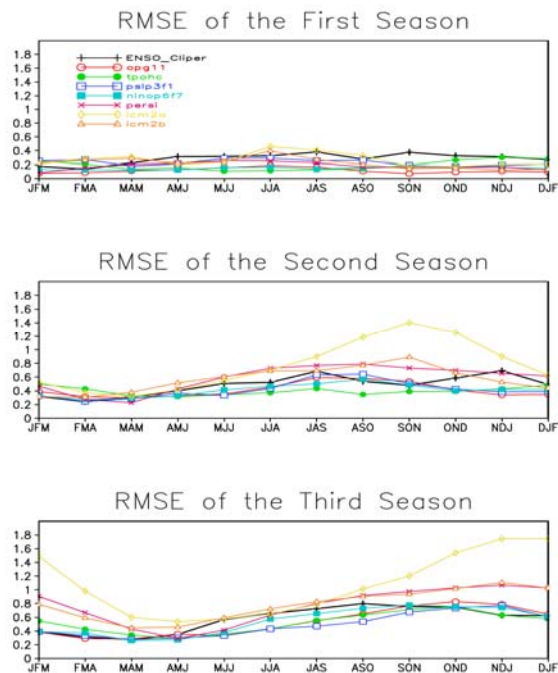 RMSE of the First Season
1.8
1.6
1.4
1.2
1
0.8
0.6
0.4
0.2
0
ENSO_Cliper
opg11
tpohc
pslp3f1
ninop6f7
persi
lcm2a
lcm2b
JFM FMA MAM AMJ MJJ JJA JAS ASO SON OND NDJ DJF
RMSE of the Second Season
1.8
1.6
1.4
1.2
1
0.8
0.6
0.4
0.2
0
JFM FMA MAM AMJ MJJ JJA JAS ASO SON OND NDJ DJF
RMSE of the Third Season
1.8
1.6
1.4
1.2
1
0.8
0.6
0.4
0.2
0
JFM FMA MAM AMJ MJJ JJA JAS ASO SON OND NDJ DJF